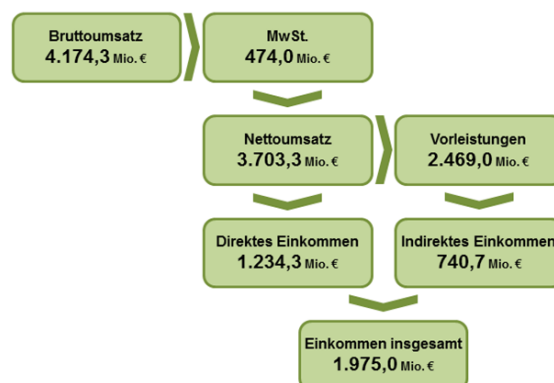 Bruttoumsatz
4.174,3 Mio. €
MwSt.
474,0 Mio. €
Nettoumsatz
3.703,3 Mio. €
Vorleistungen
2.469,0 Mio. €
Direktes Einkommen
1.234,3 Mio. €
Indirektes Einkommen
740,7 Mio. €
Einkommen insgesamt
1.975,0 Mio. €